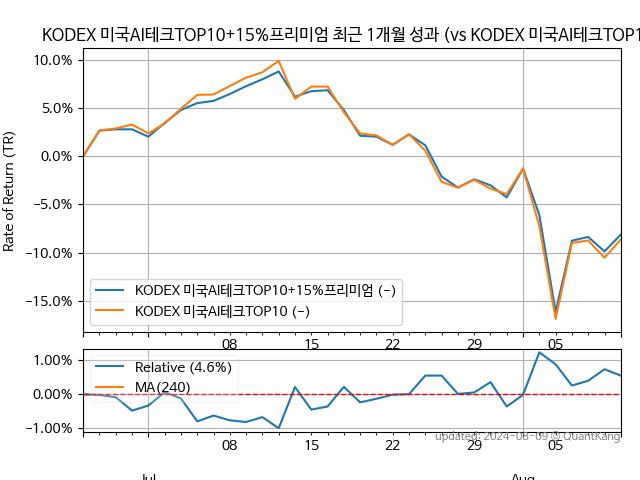 KODEX 미국AI테크TOP10+15%프리미엄 최근 1개월 성과 (vs KODEX 미국AI테크TOP1
Rate of Return (TR)
10.0%
5.0%
0.0%
−5.0%
−10.0%
−15.0%
KODEX 미국AI테크TOP10+15%프리미엄 (-)
KODEX 미국AI테크TOP10 (-)
08 15 22 29 05
1.00%
0.00%
−1.00%
Relative (4.6%)
MA(240)
08 15 22 29 05
updated: 2024-08-09 © QuantKang
Jul Aug